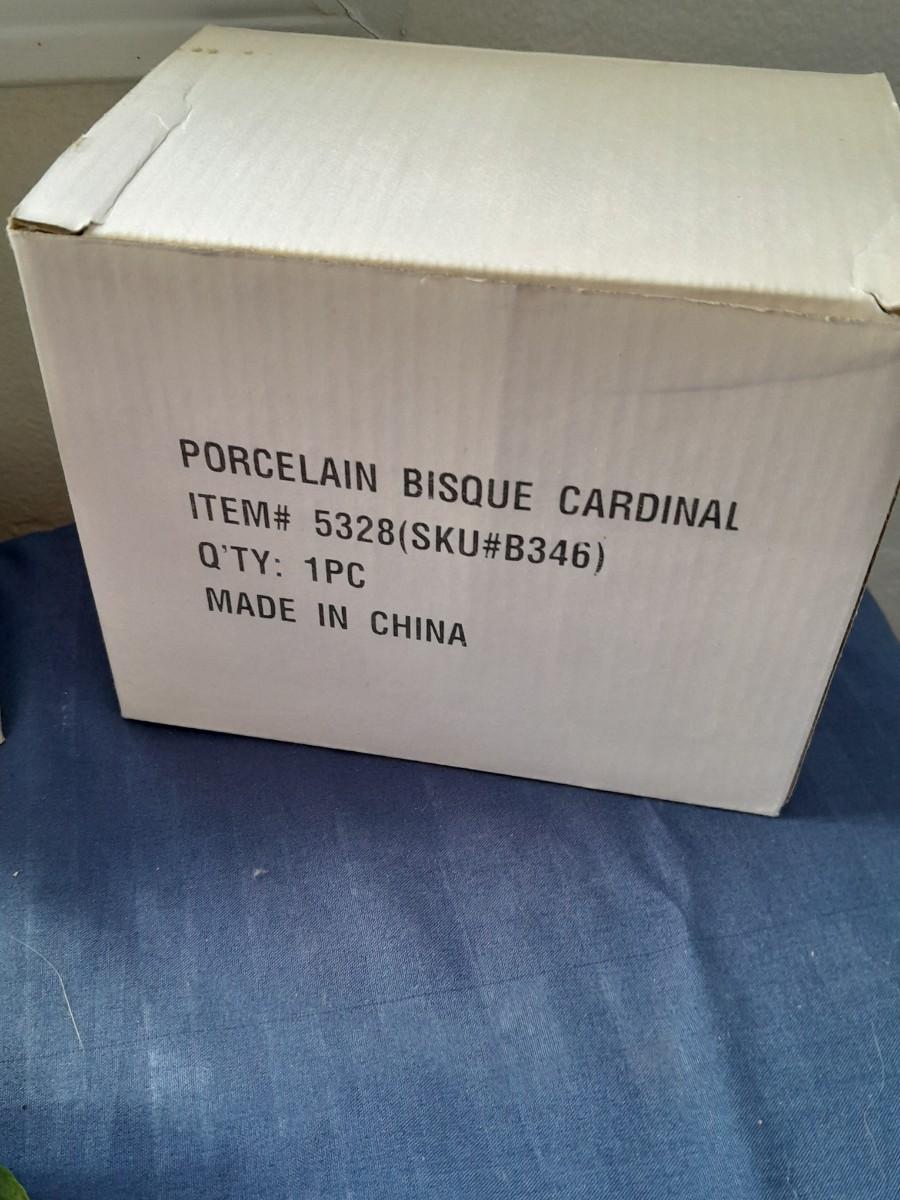 PORCELAIN BISQUE CARDINAL
ITEM# 5328(SKU#B346)
Q'TY: 1PC
MADE IN CHINA